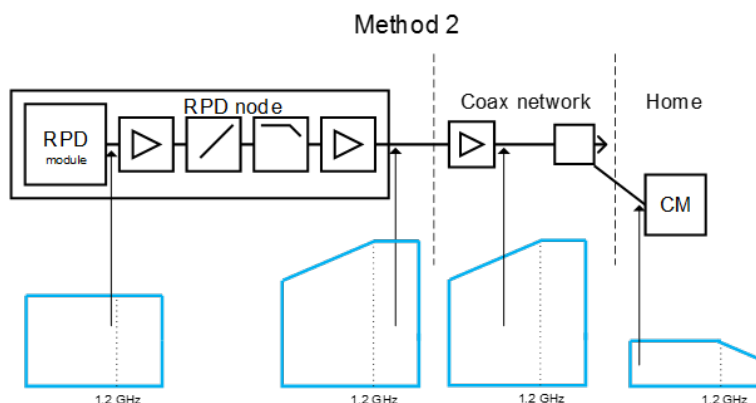 Method 2
RPD node
Coax network
Home
RPD
module
CM
1.2 GHz
1.2 GHz
1.2 GHz
1.2 GHz